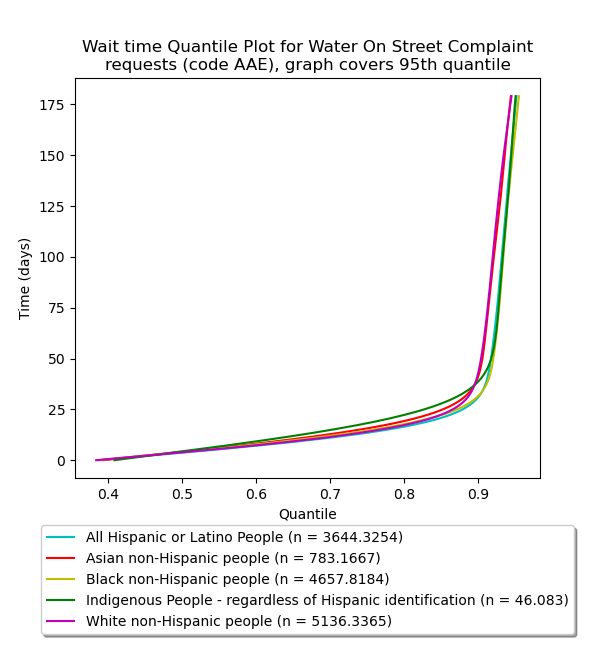 Wait time Quantile Plot for Water On Street Complaint
requests (code AAE), graph covers 95th quantile
175
150
125
100
75
50
25
0
Time (days)
0.4 0.5 0.6 0.7 0.8 0.9
Quantile
All Hispanic or Latino People (n = 3644.3254)
Asian non-Hispanic people (n = 783.1667)
Black non-Hispanic people (n = 4657.8184)
Indigenous People - regardless of Hispanic identification (n = 46.083)
White non-Hispanic people (n = 5136.3365)